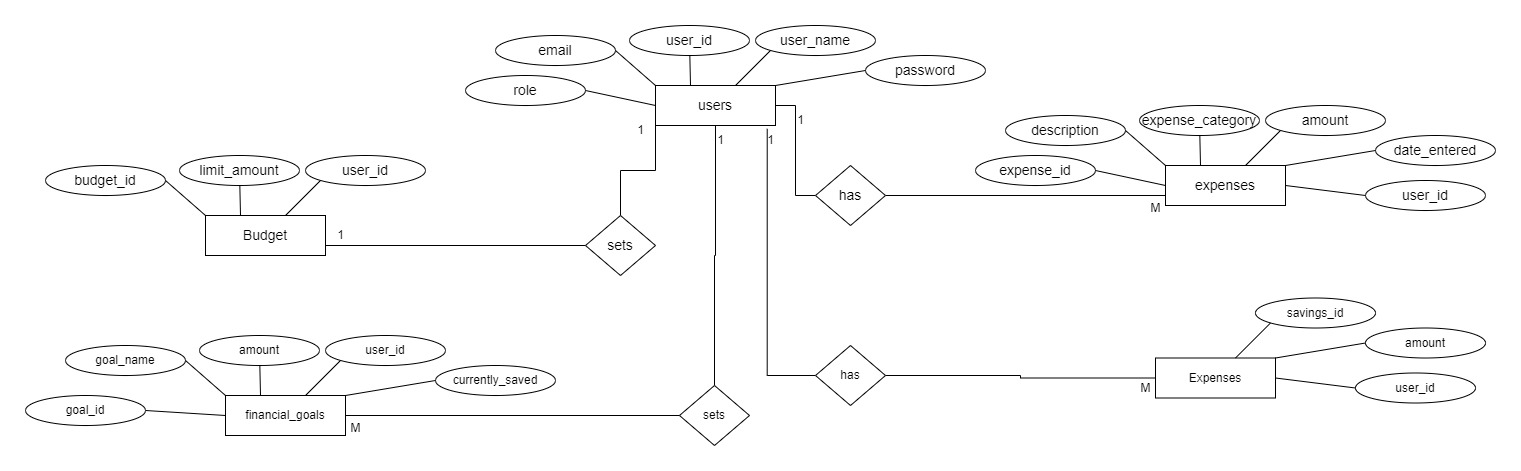 email
user_id
user_name
password
role
users
1
1
1
1
description
expense_category
amount
date_entered
expense_id
expenses
user_id
has
M
budget_id
limit_amount
user_id
Budget
1
sets
savings_id
amount
Expenses
user_id
has
M
goal_name
amount
user_id
currently_saved
goal_id
financial_goals
M
sets